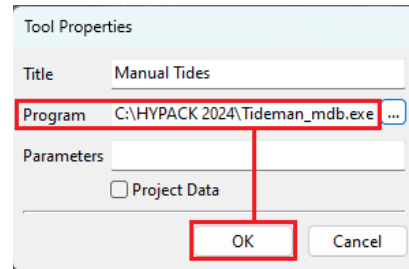 Tool Properties
Title Manual Tides
Program C:\HYPACK 2024\Tideman_mdb.exe ...
Parameters
Project Data
OK Cancel